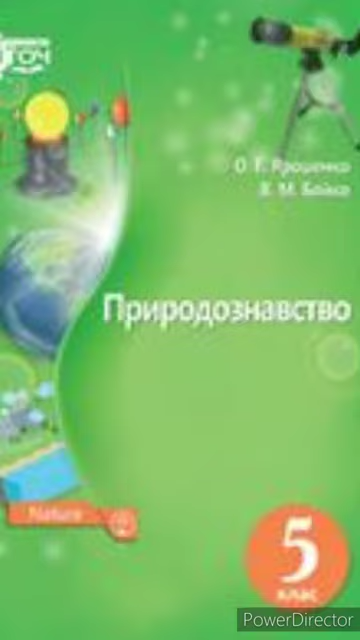 О. Г. Ярошенко
В. М. Бойко
Природознавство
Nature
5
клас
PowerDirector